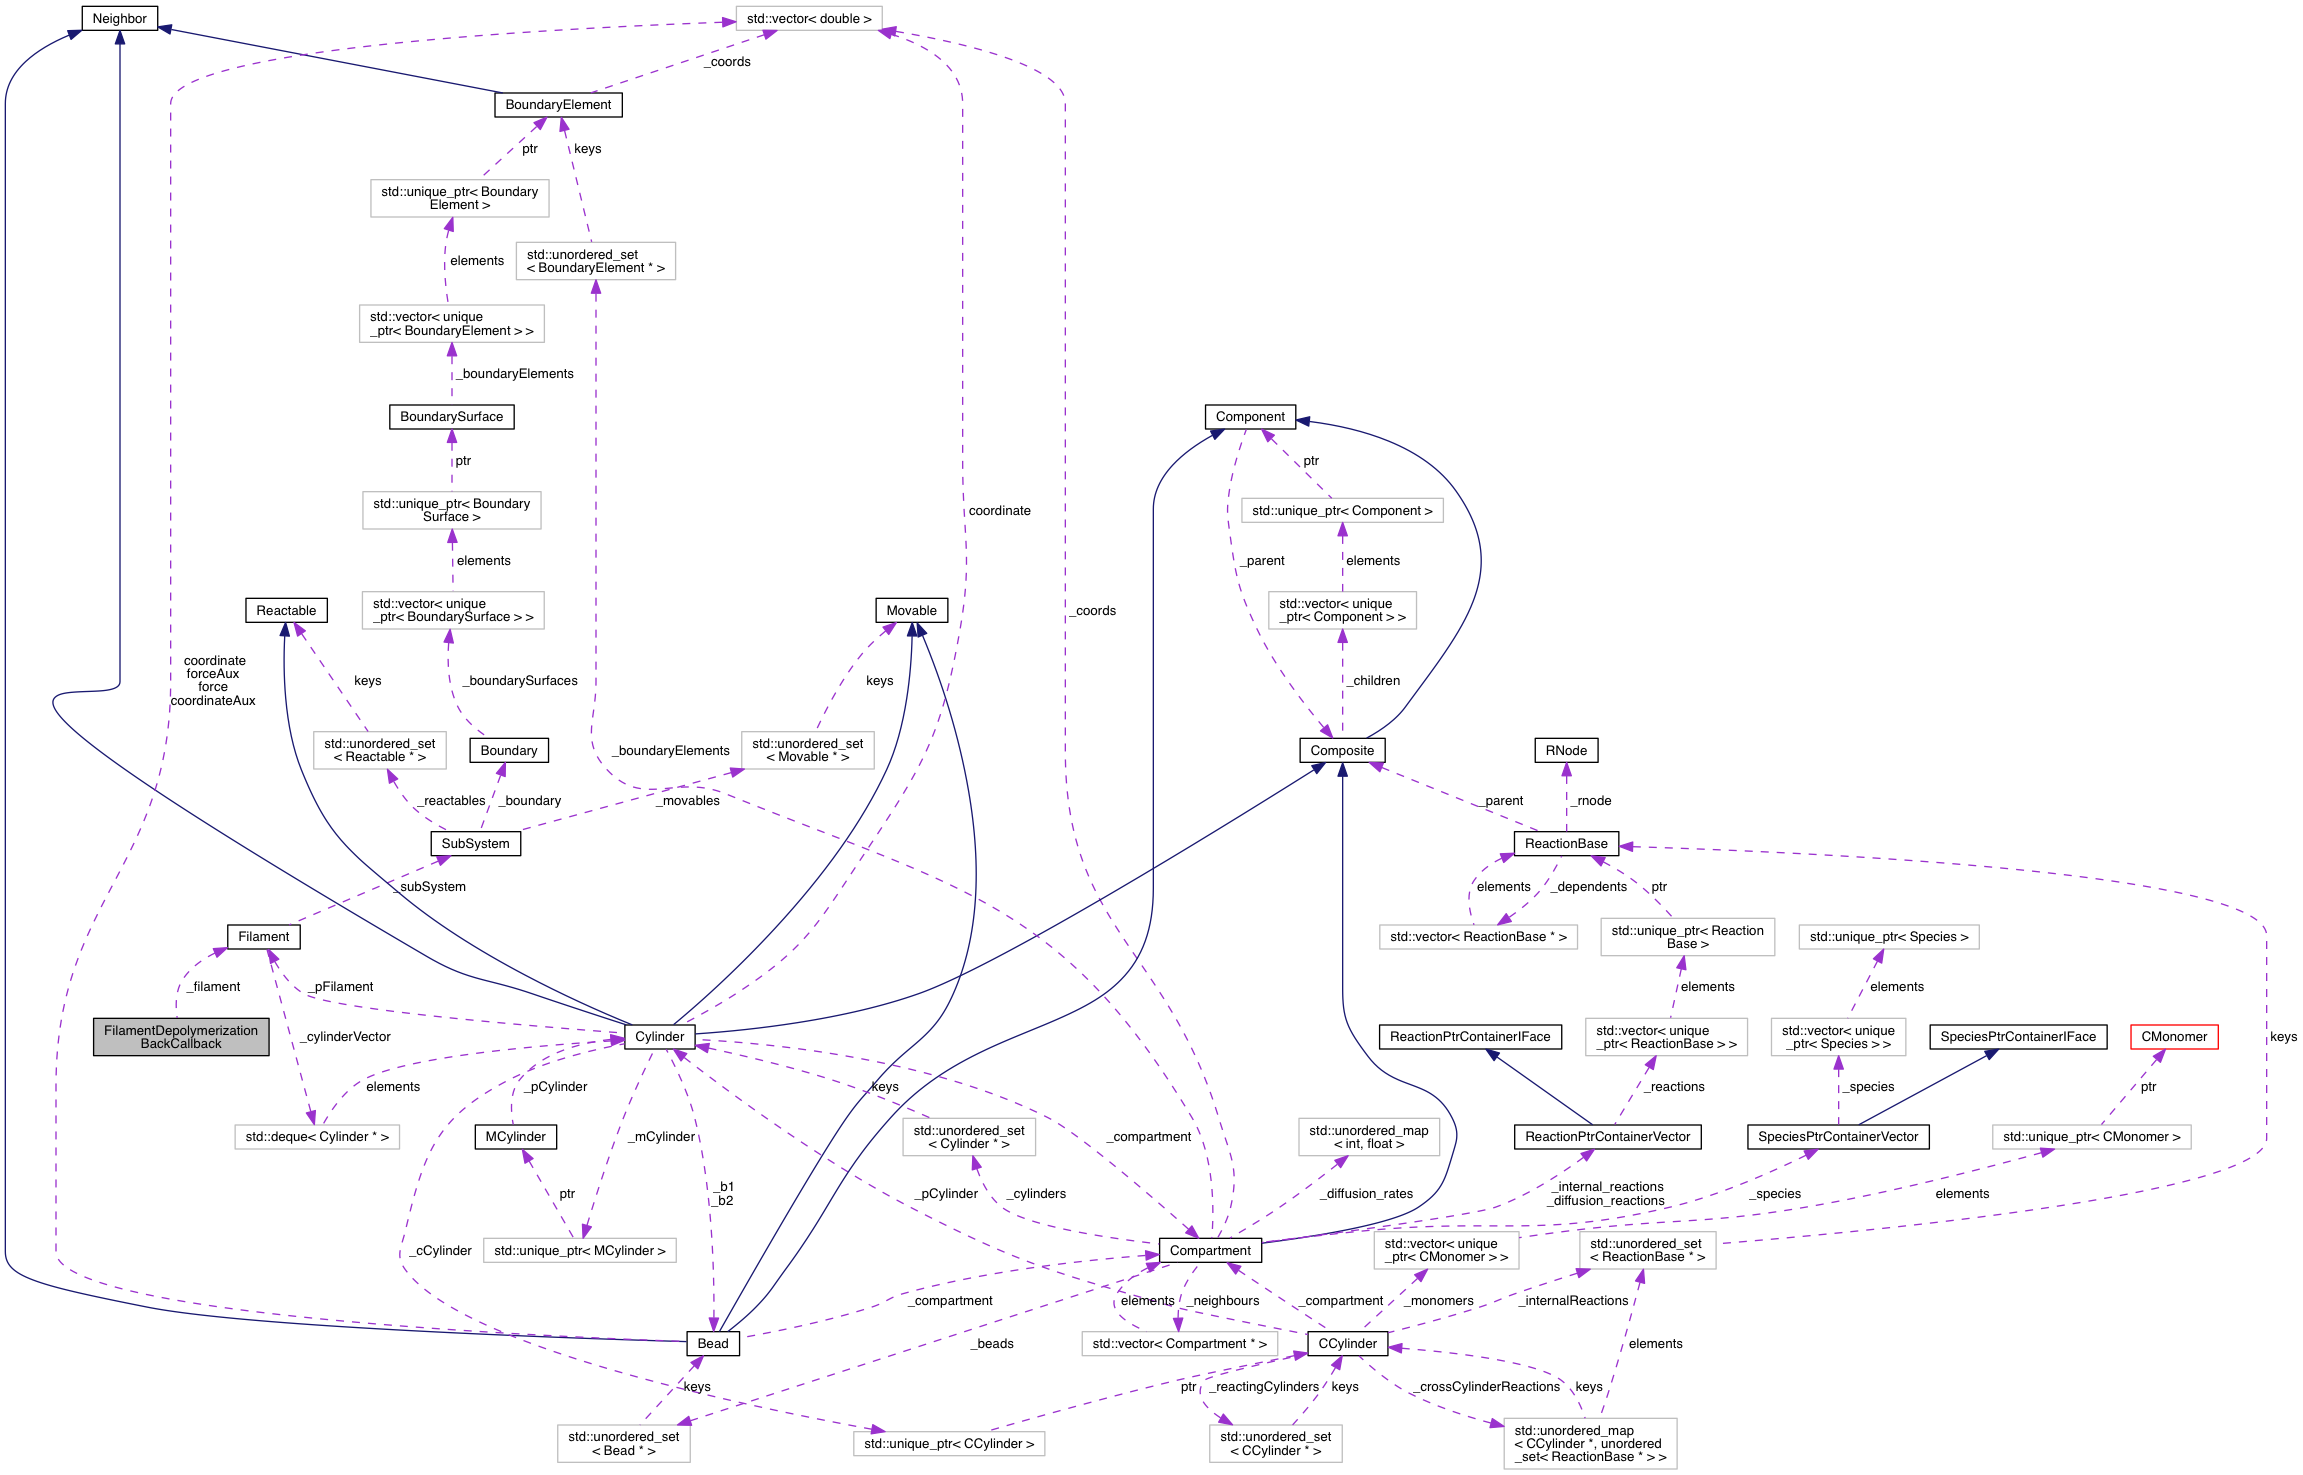 Neighbor
std::vector< double >
_coords
BoundaryElement
ptr
keys
std::unique_ptr< Boundary
Element >
std::unordered_set
< BoundaryElement * >
elements
std::vector< unique
_ptr< BoundaryElement > >
_boundaryElements
BoundarySurface
Component
ptr
ptr
std::unique_ptr< Boundary
Surface >
std::unique_ptr< Component >
coordinate
elements
_parent
elements
Reactable
std::vector< unique
_ptr< BoundarySurface > >
Movable
_coords
std::vector< unique
_ptr< Component > >
coordinate
forceAux
force
coordinateAux
keys
_boundarySurfaces
keys
_children
std::unordered_set
< Reactable * >
Boundary
_boundaryElements
std::unordered_set
< Movable * >
Composite
RNode
_reactables
_boundary
_movables
_parent
_rnode
SubSystem
ReactionBase
_subSystem
elements
_dependents
ptr
Filament
std::vector< ReactionBase * >
std::unique_ptr< Reaction
Base >
std::unique_ptr< Species >
_filament
_pFilament
elements
elements
FilamentDepolymerization
BackCallback
_cylinderVector
Cylinder
ReactionPtrContainerIFace
std::vector< unique
_ptr< ReactionBase > >
std::vector< unique
_ptr< Species > >
SpeciesPtrContainerIFace
CMonomer
keys
elements
_pCylinder
keys
_reactions
_species
ptr
std::deque< Cylinder * >
MCylinder
_mCylinder
std::unordered_set
< Cylinder * >
_compartment
std::unordered_map
< int, float >
ReactionPtrContainerVector
SpeciesPtrContainerVector
std::unique_ptr< CMonomer >
ptr
_b1
_b2
_pCylinder
_cylinders
_diffusion_rates
_internal_reactions
_diffusion_reactions
_species
elements
_cCylinder
std::unique_ptr< MCylinder >
Compartment
std::vector< unique
_ptr< CMonomer > >
std::unordered_set
< ReactionBase * >
_compartment
elements
_neighbours
_compartment
_monomers
_internalReactions
Bead
_beads
std::vector< Compartment * >
CCylinder
elements
keys
ptr
_reactingCylinders
keys
_crossCylinderReactions
keys
std::unordered_set
< Bead * >
std::unique_ptr< CCylinder >
std::unordered_set
< CCylinder * >
std::unordered_map
< CCylinder *, unordered
_set< ReactionBase * > >